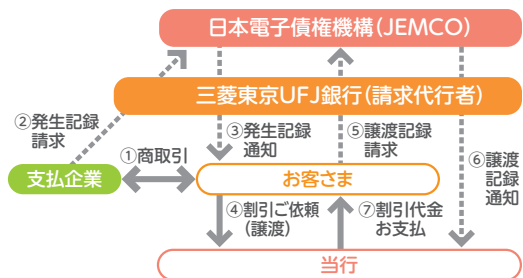 日本電子債権機構(JEMCO)
三菱東京UFJ銀行(請求代行者)
②発生記録
請求
①商取引
③発生記録
通知
⑤譲渡記録
請求
⑥譲渡
記録
通知
支払企業
お客さま
④割引ご依頼
(譲渡)
⑦割引代金
お支払
当行